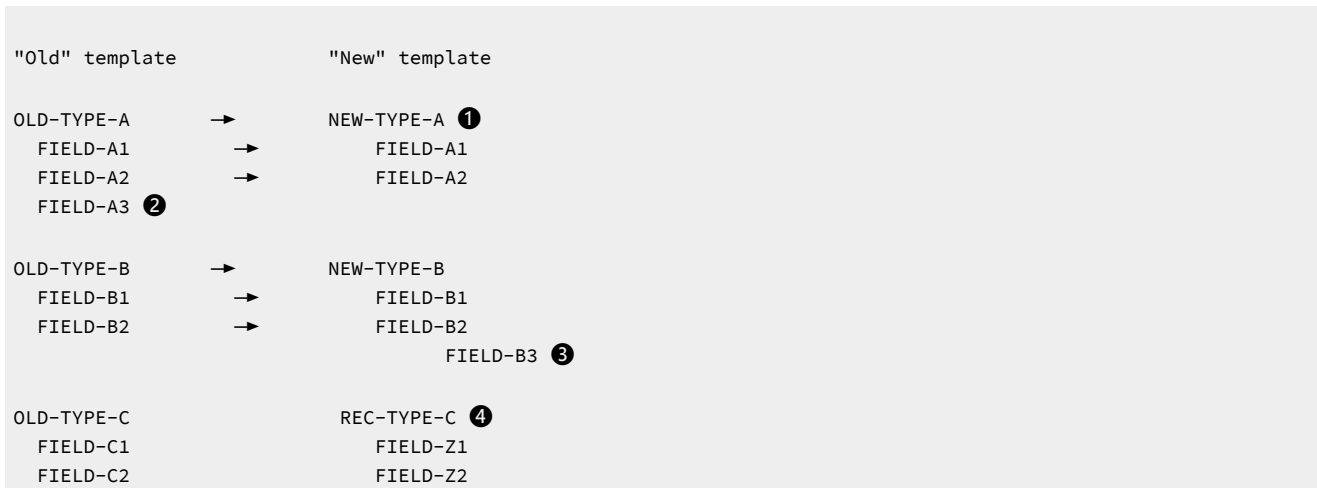 "Old" template "New" template
OLD-TYPE-A → NEW-TYPE-A ❶
FIELD-A1 → FIELD-A1
FIELD-A2 → FIELD-A2
FIELD-A3 ❷
OLD-TYPE-B → NEW-TYPE-B
FIELD-B1 → FIELD-B1
FIELD-B2 → FIELD-B2
FIELD-B3 ❸
OLD-TYPE-C REC-TYPE-C ❹
FIELD-C1 FIELD-Z1
FIELD-C2 FIELD-Z2